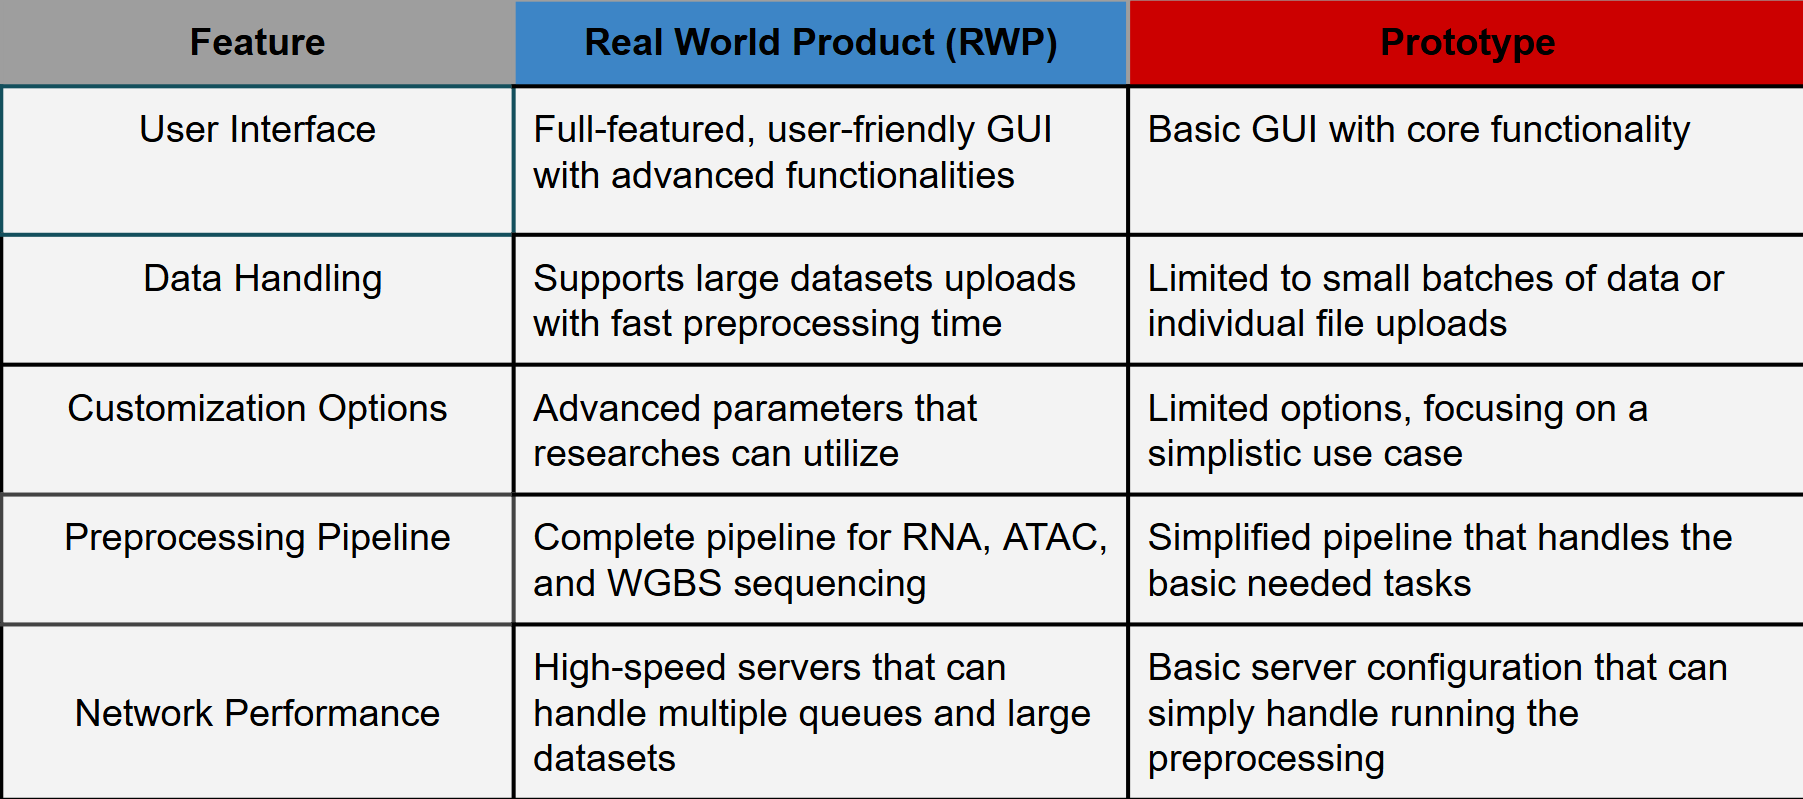 Feature
Real World Product (RWP)
Prototype
User Interface
Full-featured, user-friendly GUI
with advanced functionalities
Basic GUI with core functionality
Data Handling
Supports large datasets uploads
with fast preprocessing time
Limited to small batches of data or
individual file uploads
Customization Options
Advanced parameters that
researches can utilize
Limited options, focusing on a
simplistic use case
Preprocessing Pipeline
Complete pipeline for RNA, ATAC,
and WGBS sequencing
Simplified pipeline that handles the
basic needed tasks
Network Performance
High-speed servers that can
handle multiple queues and large
datasets
Basic server configuration that can
simply handle running the
preprocessing